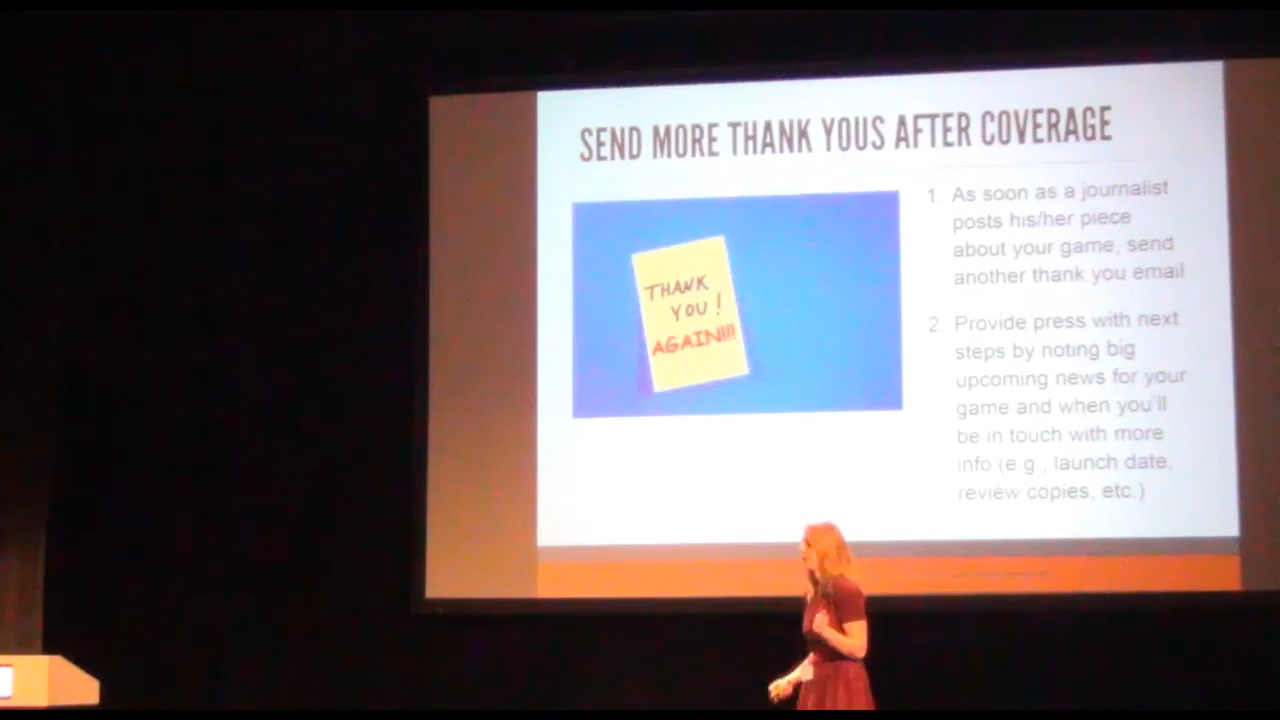 SEND MORE THANK YOUS AFTER COVERAGE
THANK
YOU!
AGAIN!!!
1. As soon as a journalist
posts his/her piece
about your game, send
another thank you email
2. Provide press with next
steps by noting big
upcoming news for your
game and when you'll
be in touch with more
info (e.g., launch date,
review copies, etc.)